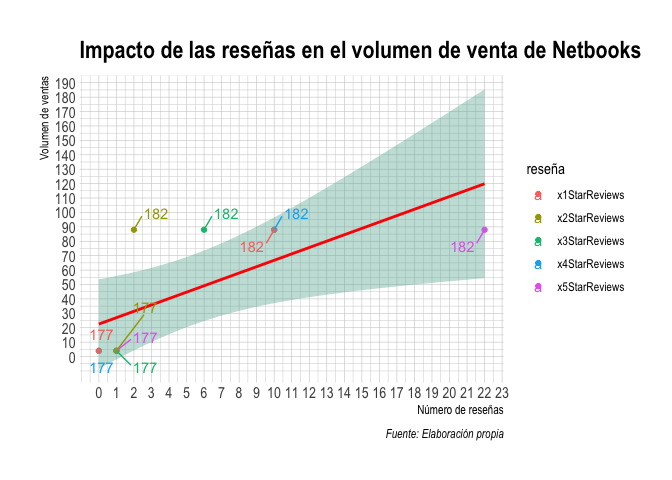 Impacto de las reseñas en el volumen de venta de Netbooks
Volumen de ventas
190
180
170
160
150
140
130
120
110
100
90
80
70
60
50
40
30
20
10
0
182 182 182
182 182
177
177 177
177 177
0 1 2 3 4 5 6 7 8 9 10 11 12 13 14 15 16 17 18 19 20 21 22 23
Número de reseñas
Fuente: Elaboración propia
reseña
a x1StarReviews
a x2StarReviews
a x3StarReviews
a x4StarReviews
a x5StarReviews